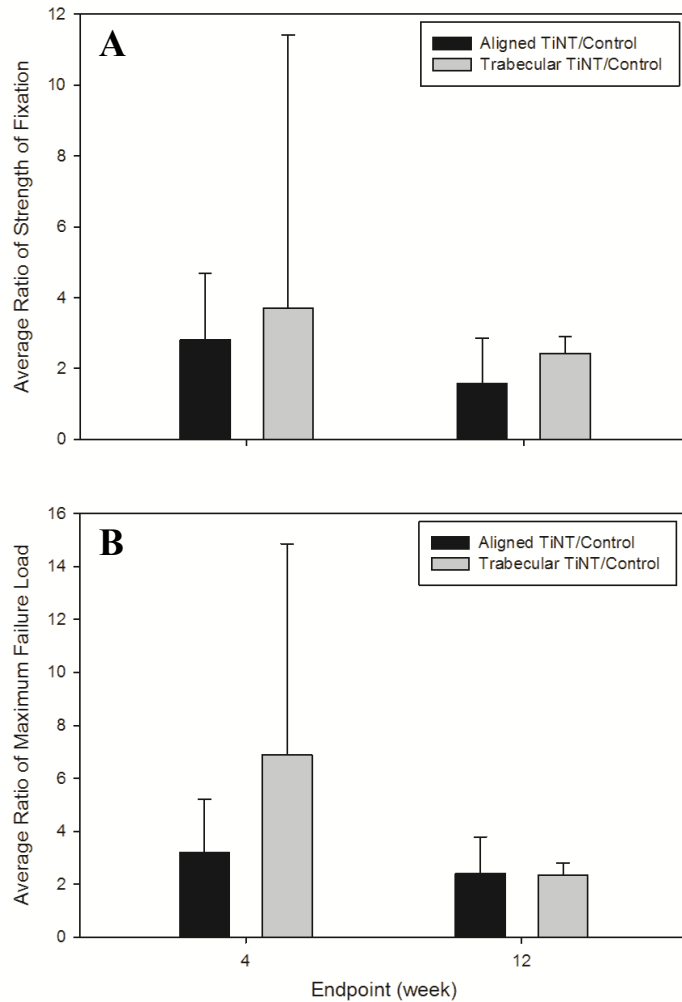 A
Aligned TiNT/Control
Trabecular TiNT/Control
Average Ratio of Strength of Fixation
12
10
8
6
4
2
0
B
Aligned TiNT/Control
Trabecular TiNT/Control
Average Ratio of Maximum Failure Load
16
14
12
10
8
6
4
2
0
4 12
Endpoint (week)